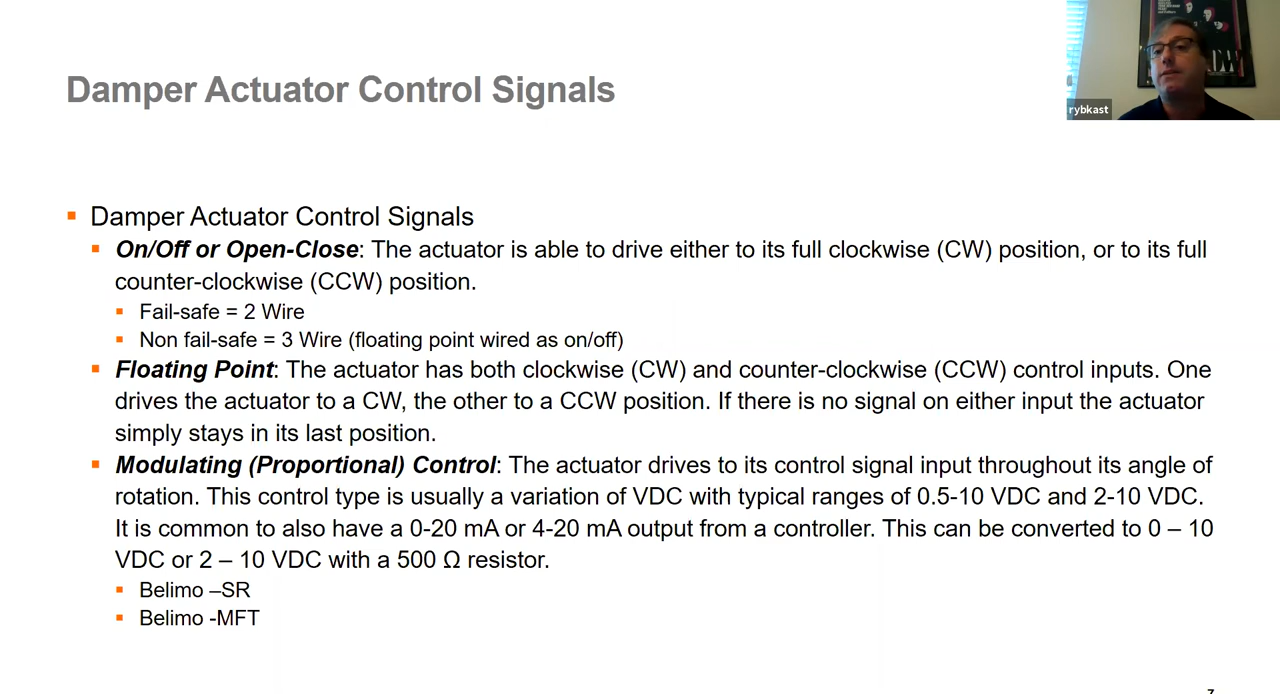 Damper Actuator Control Signals
rybkast
Damper Actuator Control Signals
On/Off or Open-Close: The actuator is able to drive either to its full clockwise (CW) position, or to its full
counter-clockwise (CCW) position.
Fail-safe = 2 Wire
Non fail-safe = 3 Wire (floating point wired as on/off)
Floating Point: The actuator has both clockwise (CW) and counter-clockwise (CCW) control inputs. One
drives the actuator to a CW, the other to a CCW position. If there is no signal on either input the actuator
simply stays in its last position.
Modulating (Proportional) Control: The actuator drives to its control signal input throughout its angle of
rotation. This control type is usually a variation of VDC with typical ranges of 0.5-10 VDC and 2-10 VDC.
It is common to also have a 0-20 mA or 4-20 mA output from a controller. This can be converted to 0 – 10
VDC or 2 – 10 VDC with a 500 Ω resistor.
Belimo –SR
Belimo -MFT